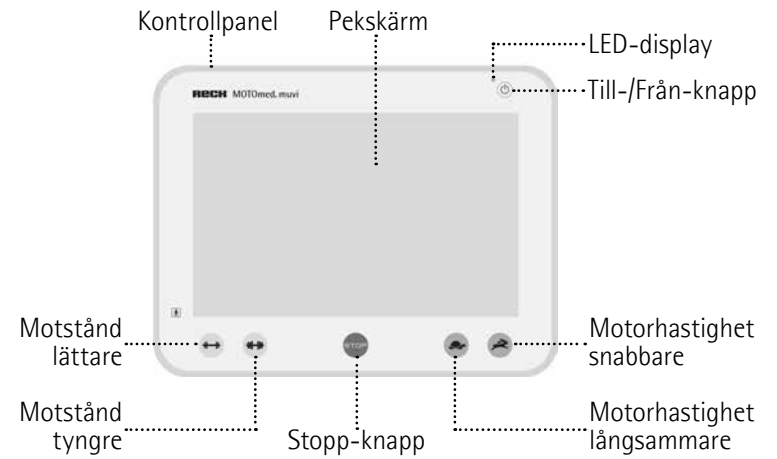 Kontrollpanel
Pekskärm
LED-display
Till-/Från-knapp
RECK MOTOmed. muvi
STOP
Motstånd
lättare
Motorhastighet
snabbare
Motstånd
tyngre
Stopp-knapp
Motorhastighet
långsammare